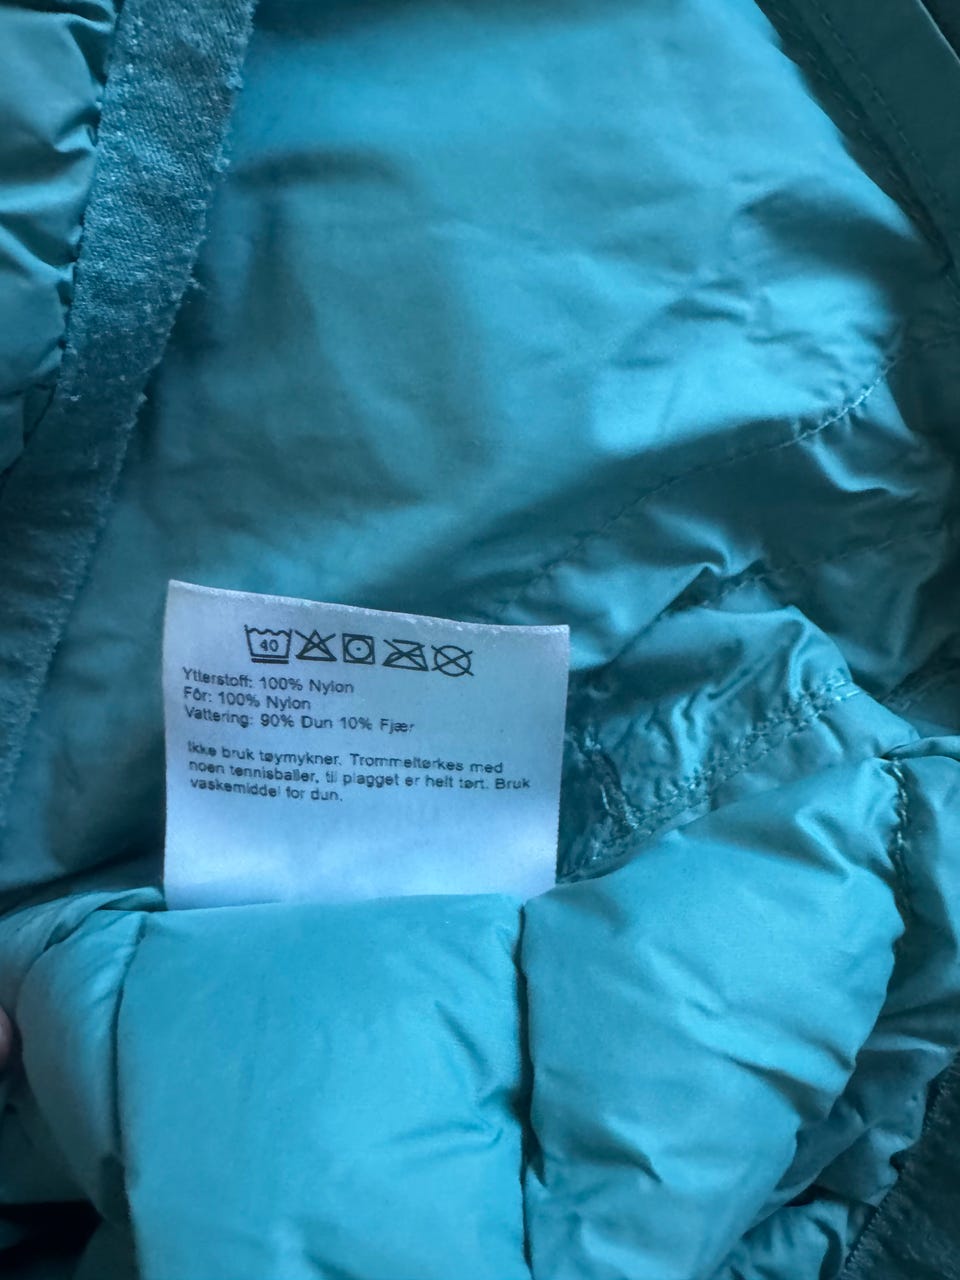 40
Ytterstoff: 100% Nylon
Fôr: 100% Nylon
Vattering: 90% Dun 10% Fjær
Ikke bruk tøymykner. Trommeltørkes med
noen tennisballer, til plagget er helt tørt. Bruk
vaskemiddel for dun.